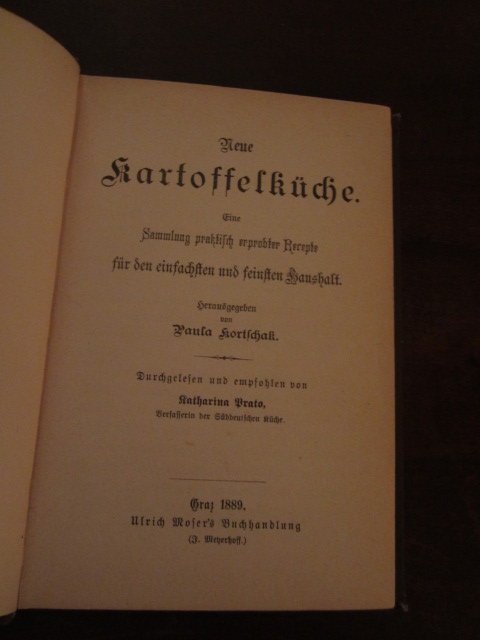 Neue
Kartoffelküche.
Eine
Sammlung praktisch erprobter Recepte
für den einfachsten und feinsten Haushalt.
Herausgegeben
von
Paula Kortschak.
Durchgelesen und empfohlen von
Katharina Prato,
Verfasserin der Süddeutschen Küche.
Graz 1889.
Ulrich Moser's Buchhandlung
(J. Meyerhoff.)